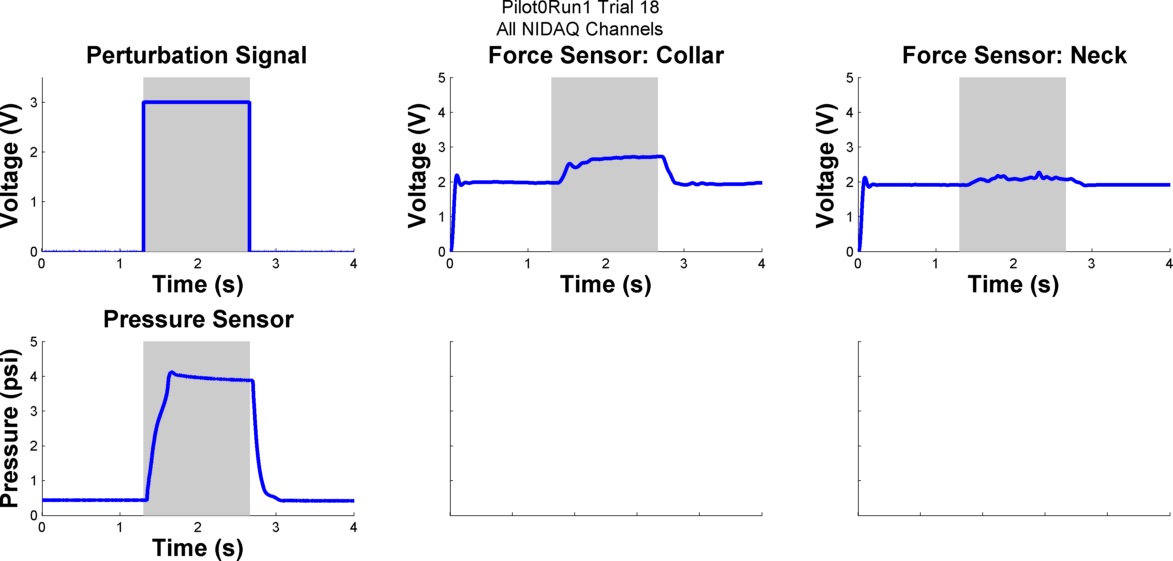 Pilot0Run1 Trial 18
All NIDAQ Channels
Perturbation Signal
Voltage (V)
3
2
1
0
0 1 2 3 4
Time (s)
Force Sensor: Collar
Voltage (V)
5
4
3
2
1
0
0 1 2 3 4
Time (s)
Force Sensor: Neck
Voltage (V)
5
4
3
2
1
0
0 1 2 3 4
Time (s)
Pressure Sensor
Pressure (psi)
5
4
3
2
1
0
0 1 2 3 4
Time (s)